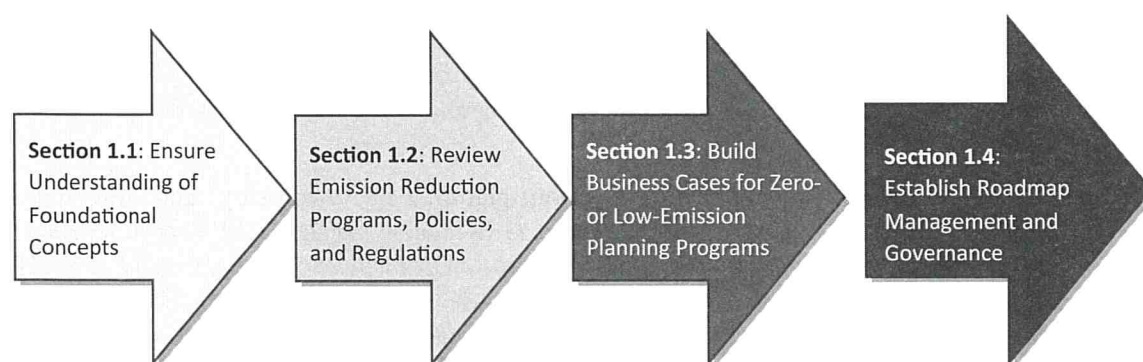 Section 1.1: Ensure
Understanding of
Foundational
Concepts
Section 1.2: Review
Emission Reduction
Programs, Policies,
and Regulations
Section 1.3: Build
Business Cases for Zero-
or Low-Emission
Planning Programs
Section 1.4:
Establish Roadmap
Management and
Governance